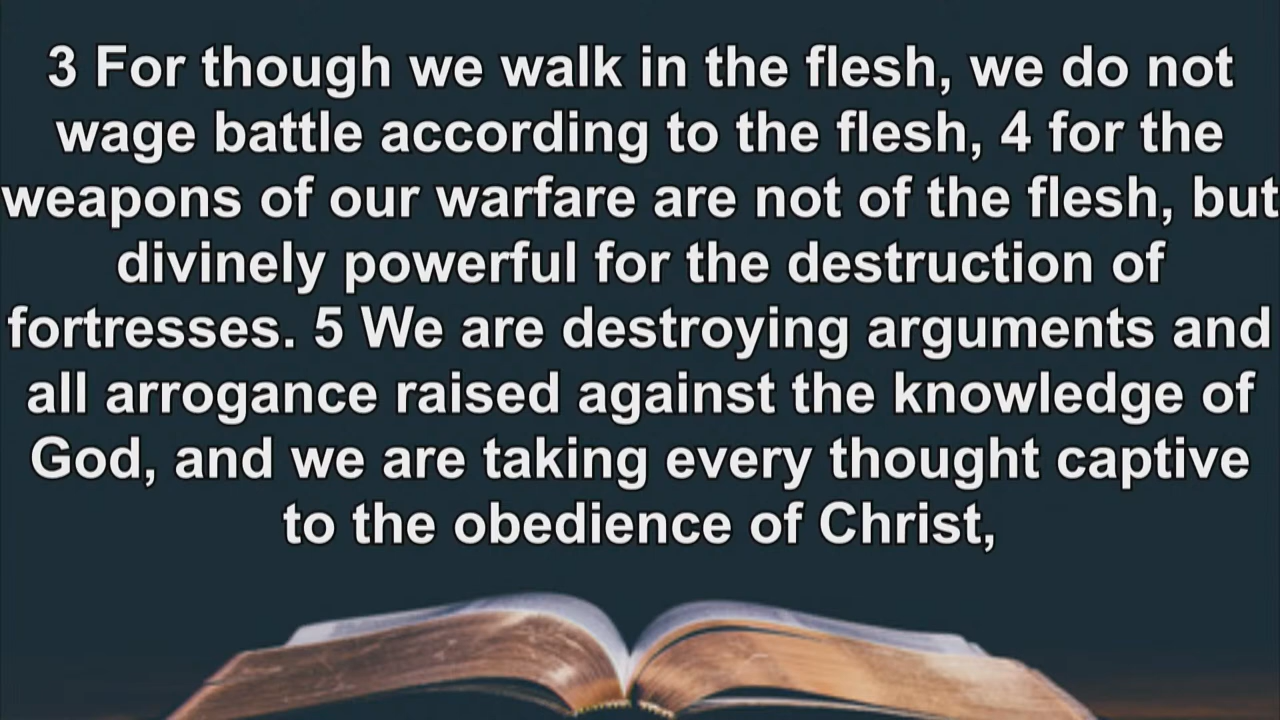 3 For though we walk in the flesh, we do not
wage battle according to the flesh, 4 for the
weapons of our warfare are not of the flesh, but
divinely powerful for the destruction of
fortresses. 5 We are destroying arguments and
all arrogance raised against the knowledge of
God, and we are taking every thought captive
to the obedience of Christ,